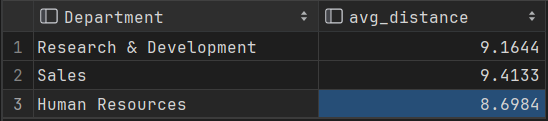 Department avg_distance
1 Research & Development 9.1644
2 Sales 9.4133
3 Human Resources 8.6984